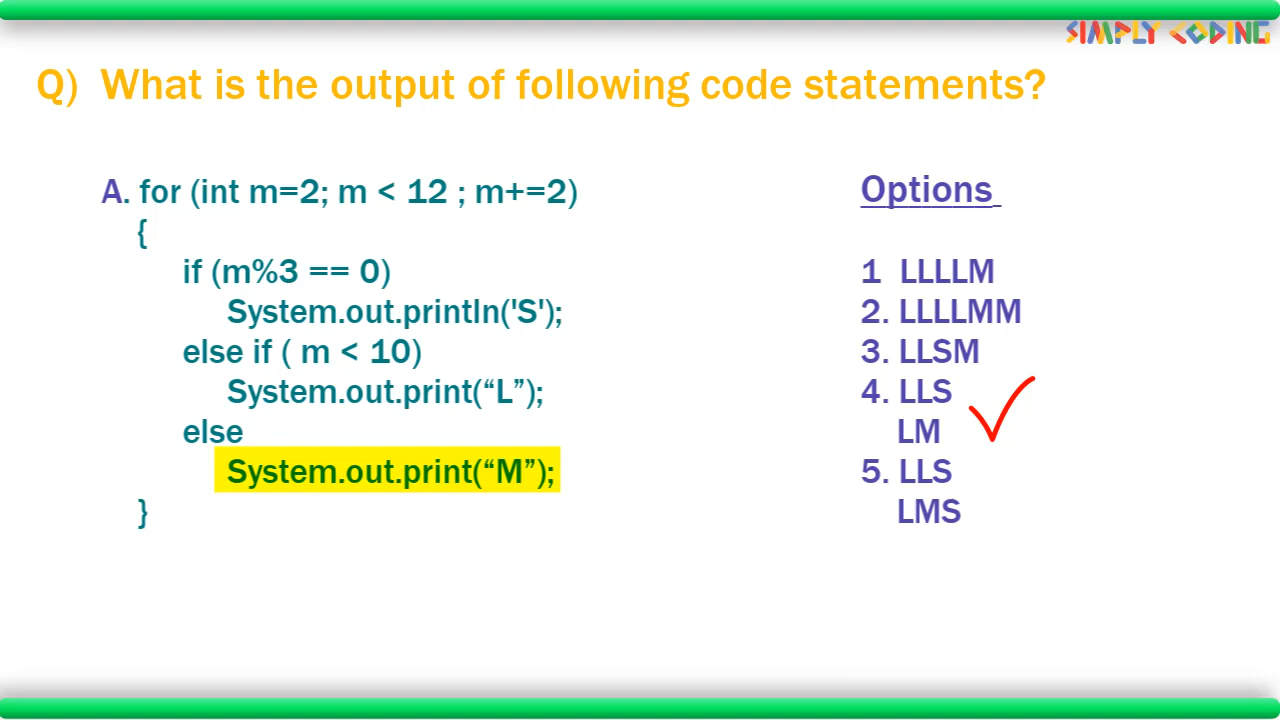 SIMPLY CODING
Q) What is the output of following code statements?
A. for (int m=2; m < 12 ; m+=2)
{
if (m%3 == 0)
System.out.println('S');
else if ( m < 10)
System.out.print(“L”);
else
System.out.print(“M”);
}
Options
1 LLLLM
2. LLLLMM
3. LLSM
4. LLS
LM
5. LLS
LMS